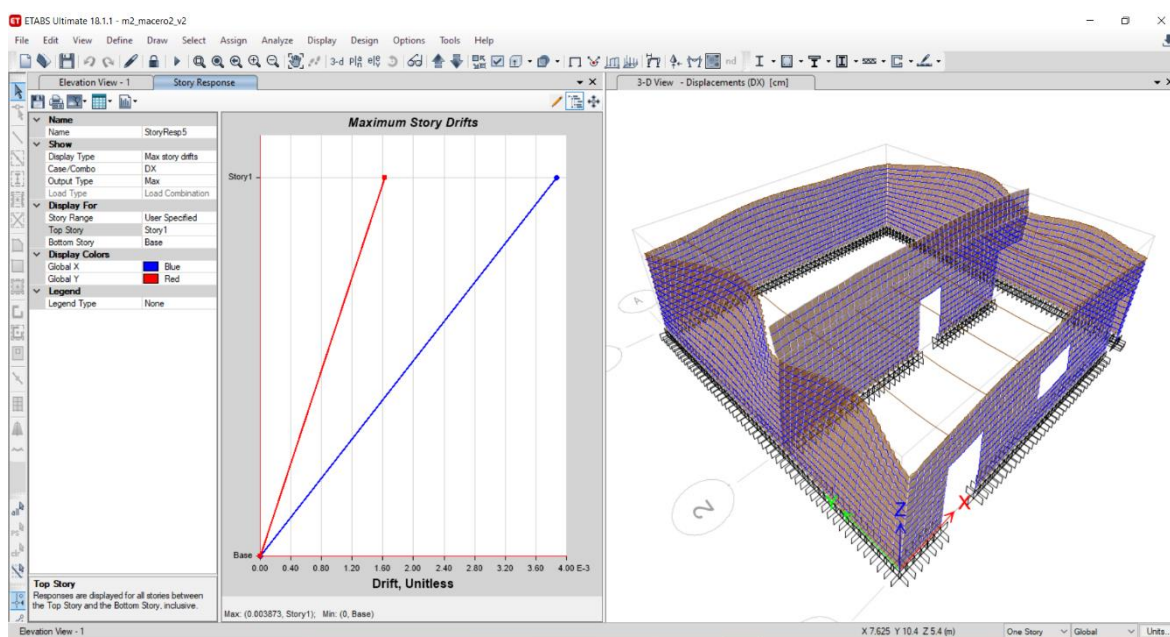 ETABS Ultimate 18.1.1 - m2_macero2_v2
File Edit View Define Draw Select Assign Analyze Display Design Options Tools Help
3-d
nd
Elevation View - 1
Story Response
3-D View - Displacements (DX) [cm]
Name
Name StoryResp5
Show
Display Type Max story drifts
Case/Combo DX
Output Type Max
Load Type Load Combination
Display For
Story Range User Specified
Top Story Story1
Bottom Story Base
Display Colors
Global X Blue
Global Y Red
Legend
Legend Type None
Maximum Story Drifts
Story1
Base
0.00 0.40 0.80 1.20 1.60 2.00 2.40 2.80 3.20 3.60 4.00 E-3
Drift, Unitless
Max: (0.003873, Story1); Min: (0, Base)
A
2
Z
X
Top Story
Responses are displayed for all stories between
the Top Story and the Bottom Story, inclusive.
Elevation View - 1
X 7.625 Y 10.4 Z 5.4 (m)
One Story
Global
Units...